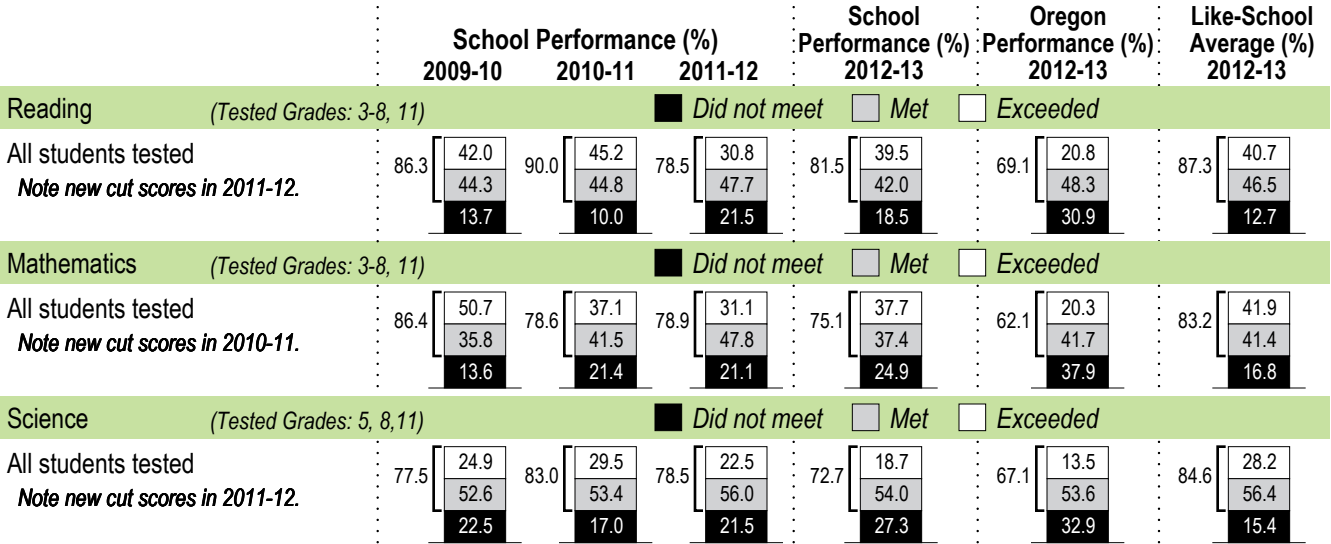 School Performance (%)
School Performance (%)
Oregon Performance (%)
Like-School Average (%)
2009-10 2010-11 2011-12 2012-13 2012-13 2012-13
Reading (Tested Grades: 3-8, 11) Did not meet Met Exceeded
All students tested
Note new cut scores in 2011-12.
86.3 42.0 90.0 45.2 78.5 30.8 81.5 39.5 69.1 20.8 87.3 40.7
44.3 44.8 47.7 42.0 48.3 46.5
13.7 10.0 21.5 18.5 30.9 12.7
Mathematics (Tested Grades: 3-8, 11) Did not meet Met Exceeded
All students tested
Note new cut scores in 2010-11.
86.4 50.7 78.6 37.1 78.9 31.1 75.1 37.7 62.1 20.3 83.2 41.9
35.8 41.5 47.8 37.4 41.7 41.4
13.6 21.4 21.1 24.9 37.9 16.8
Science (Tested Grades: 5, 8,11) Did not meet Met Exceeded
All students tested
Note new cut scores in 2011-12.
77.5 24.9 83.0 29.5 78.5 22.5 72.7 18.7 67.1 13.5 84.6 28.2
52.6 53.4 56.0 54.0 53.6 56.4
22.5 17.0 21.5 27.3 32.9 15.4